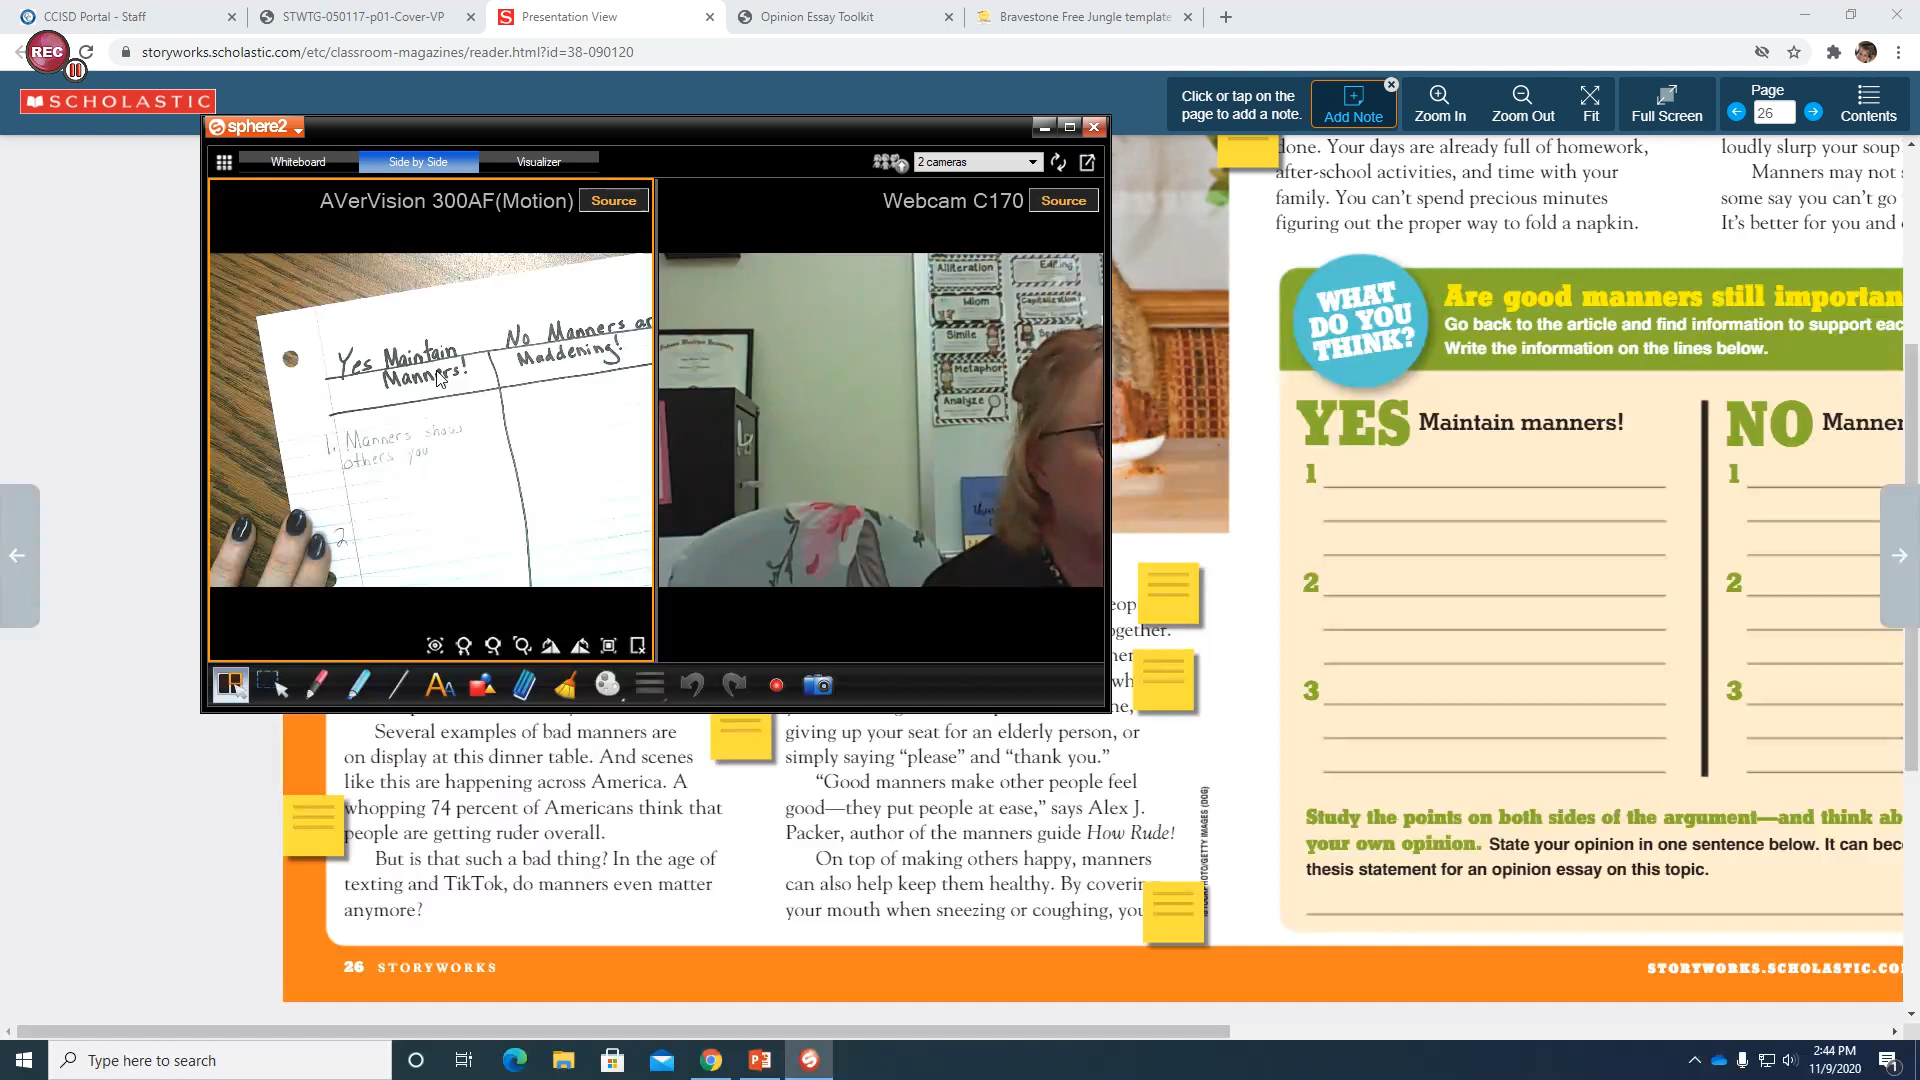 CCISD Portal - Staff
STWTG-050117-p01-Cover-VP
Presentation View
Opinion Essay Toolkit
Bravestone Free Jungle template
REC
storyworks.scholastic.com/etc/classroom-magazines/reader.html?id=38-090120
SCHOLASTIC
Click or tap on the
page to add a note.
Add Note
Zoom In
Zoom Out
Fit
Full Screen
Page
26
Contents
sphere2
Whiteboard
Side by Side
Visualizer
2 cameras
AVerVision 300AF(Motion)
Source
Webcam C170
Source
Yes Maintain
Manners!
No Manners ar
Maddening!
1. Manners show
others you
2.
Alliteration
Editing
Idiom
Capitalization
Simile
Metaphor
Analyze
done. Your days are already full of homework,
after-school activities, and time with your
family. You can't spend precious minutes
figuring out the proper way to fold a napkin.
loudly slurp your soup
Manners may not
some say you can't go
It's better for you and
WHAT
DO YOU
THINK?
Are good manners still importan
Go back to the article and find information to support eac
Write the information on the lines below.
YES Maintain manners!
1
2
3
NO Manner
1
2
3
Study the points on both sides of the argument—and think ab
your own opinion. State your opinion in one sentence below. It can bec
thesis statement for an opinion essay on this topic.
Several examples of bad manners are
on display at this dinner table. And scenes
like this are happening across America. A
whopping 74 percent of Americans think that
people are getting ruder overall.
But is that such a bad thing? In the age of
texting and TikTok, do manners even matter
anymore?
eop
ogether.
giving up your seat for an elderly person, or
simply saying “please” and “thank you.”
“Good manners make other people feel
good—they put people at ease,” says Alex J.
Packer, author of the manners guide How Rude!
On top of making others happy, manners
can also help keep them healthy. By coverin
your mouth when sneezing or coughing, you
26 STORYWORKS
STORYWORKS.SCHOLASTIC.CO
Type here to search
2:44 PM
11/9/2020
1